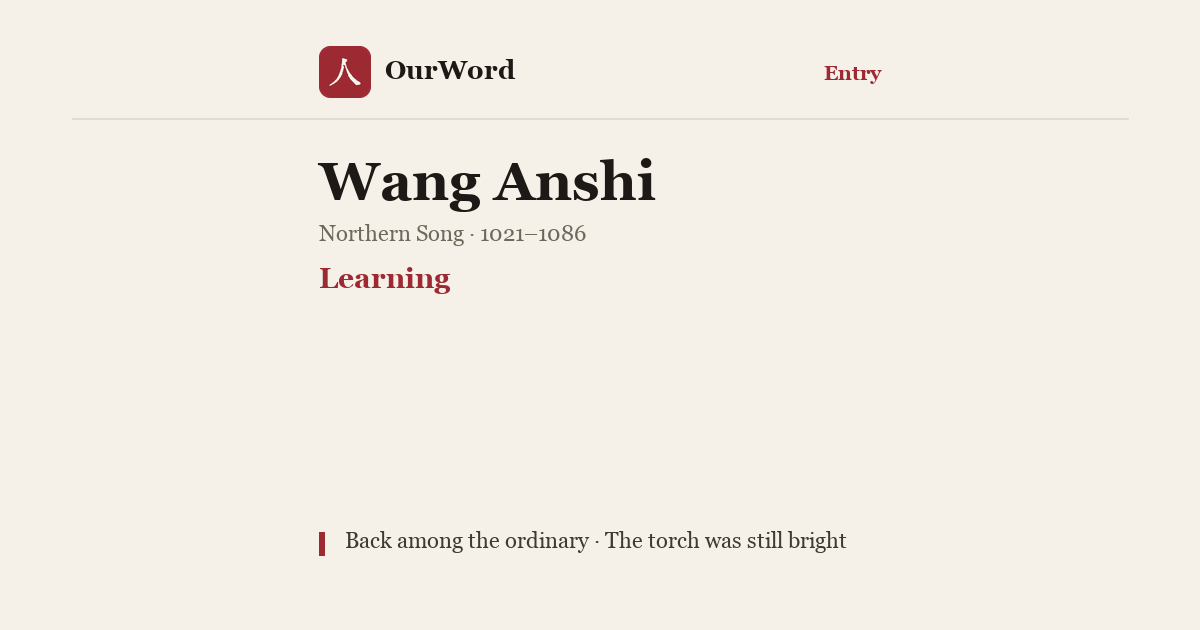 人 OurWord
Entry
Wang Anshi
Northern Song · 1021–1086
Learning
Back among the ordinary · The torch was still bright